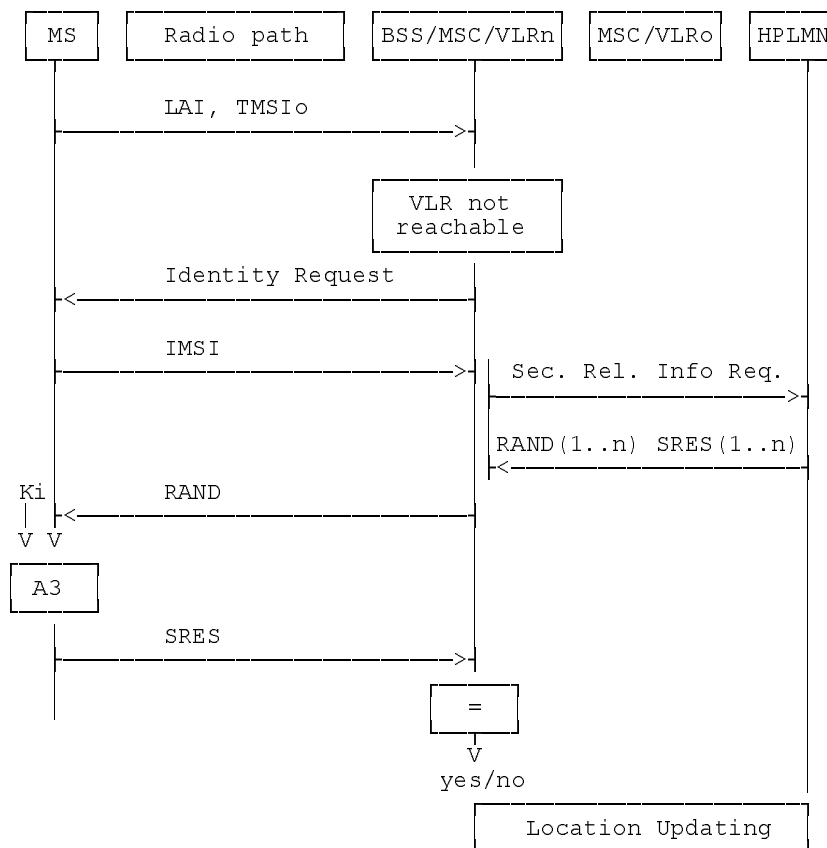 MS Radio path BSS/MSC/VLRn MSC/VLRo HPLMN
LAI, TMSIo
VLR not
reachable
Identity Request
IMSI
Sec. Rel. Info Req.
RAND(1..n) SRES(1..n)
Ki RAND
V V
A3
SRES
=
V
yes/no
Location Updating